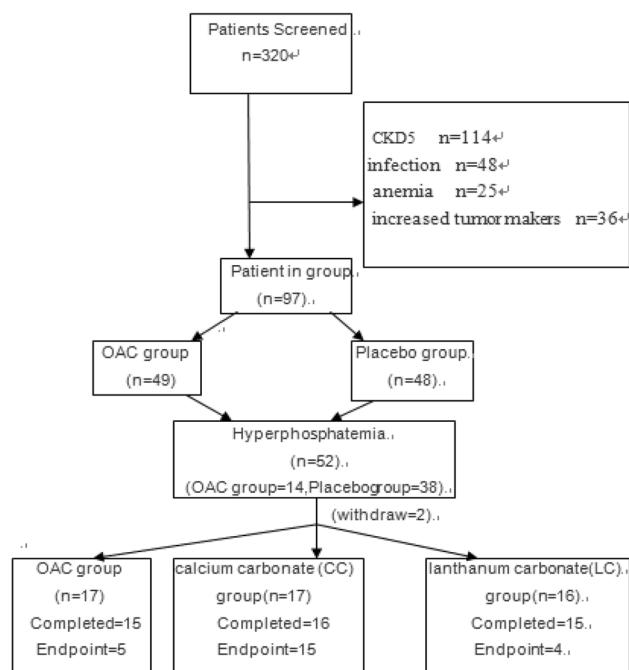 Patients Screened.
n=320↵
CKD5 n=114↵
infection n=48↵
anemia n=25↵
increased tumor makers n=36↵
Patient in group.
(n=97).
OAC group
(n=49)
Placebo group.
(n=48).
Hyperphosphatemia.
(n=52).
(OAC group=14,Placebogroup=38).
(withdraw=2).
OAC group
(n=17)
Completed=15
Endpoint=5
calcium carbonate (CC)
group(n=17)
Completed=16
Endpoint=15
lanthanum carbonate(LC).
group(n=16).
Completed=15.
Endpoint=4.